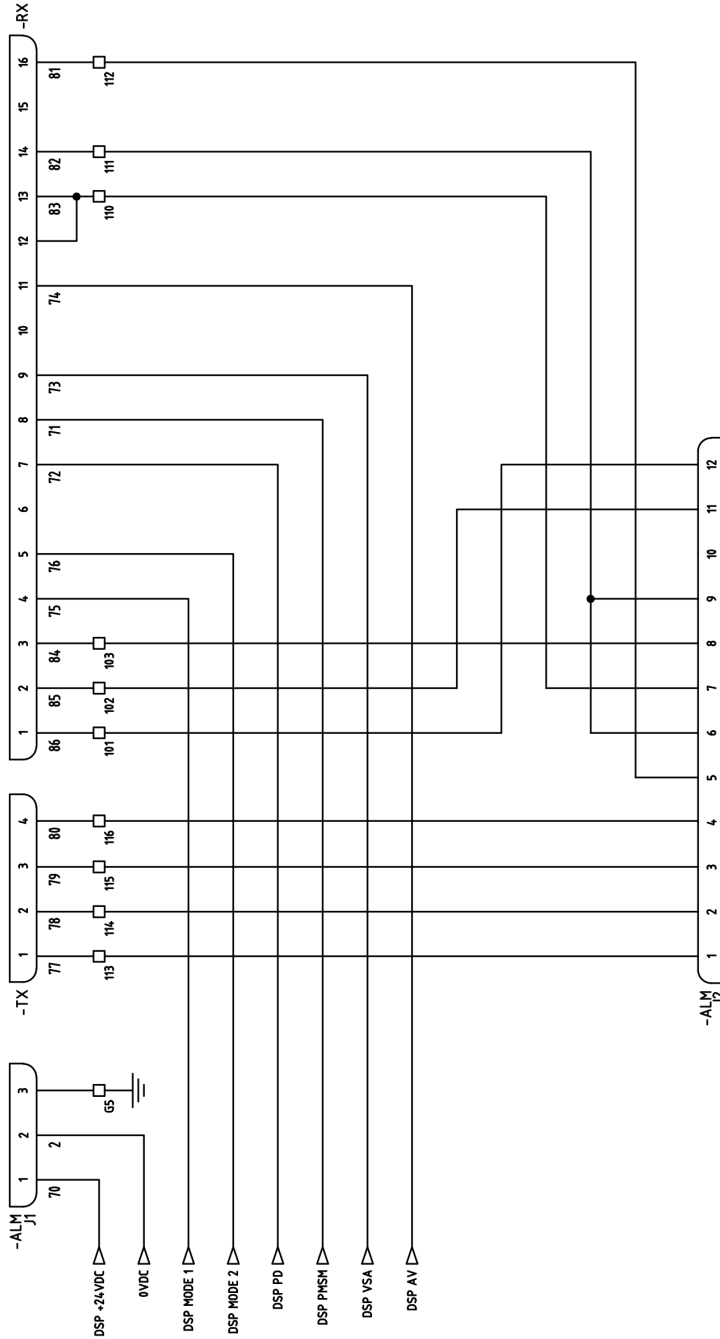 -RX
16 15 14 13 12 11 10 9 8 7 6 5 4 3 2 1
81 82 83 74 73 71 72 76 75 84 85 86
112 111 110 103 102 101
4 3 2 1
80 79 78 77
116 115 114 113
-TX
3 2 1
G5
2
70
-ALM
J1
DSP +24VDC
0VDC
DSP MODE 1
DSP MODE 2
DSP PD
DSP PMSM
DSP VSA
DSP AV
12 11 10 9 8 7 6 5 4 3 2 1
-ALM
J2